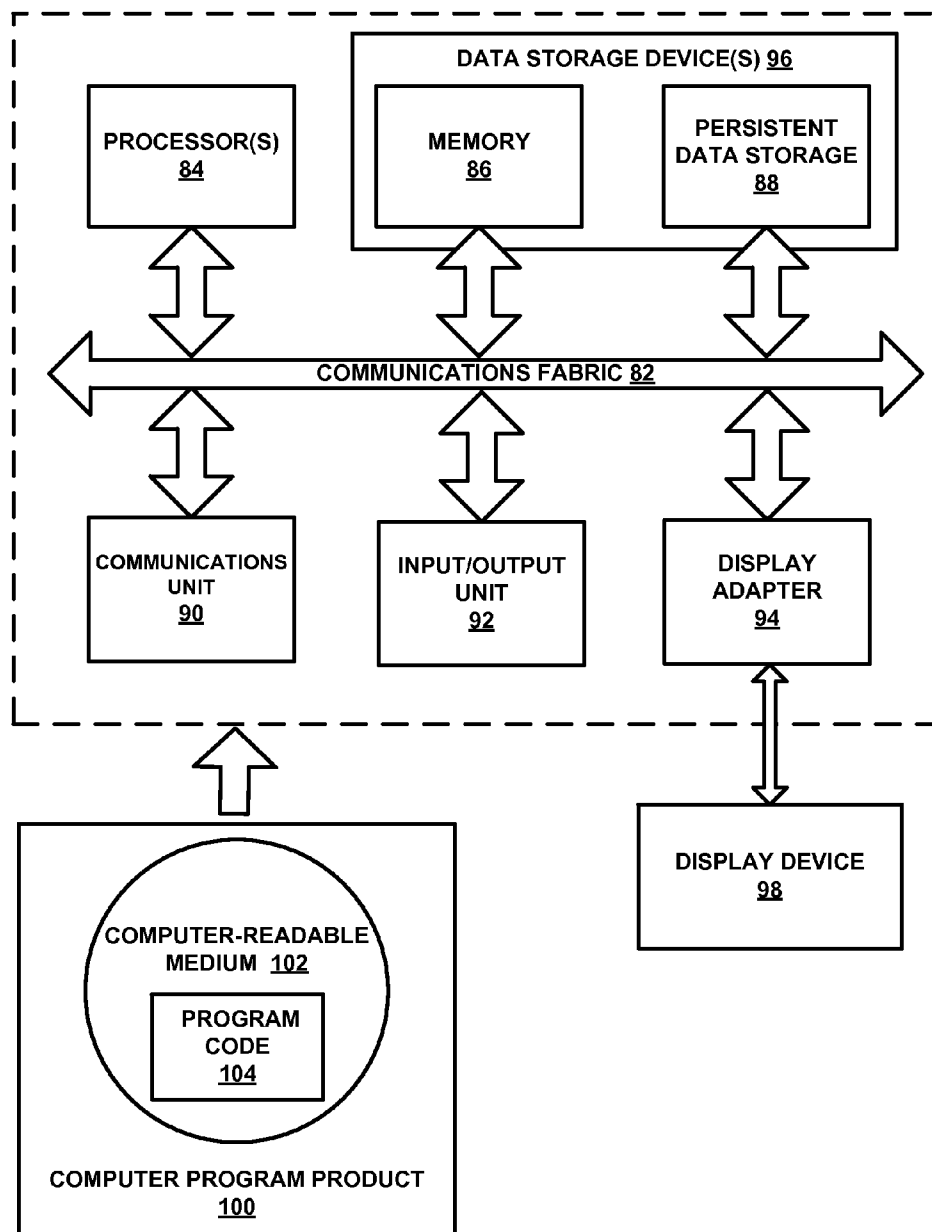 DATA STORAGE DEVICE(S) 96
PROCESSOR(S)
84
MEMORY
86
PERSISTENT
DATA STORAGE
88
COMMUNICATIONS FABRIC 82
COMMUNICATIONS
UNIT
90
INPUT/OUTPUT
UNIT
92
DISPLAY
ADAPTER
94
DISPLAY DEVICE
98
COMPUTER-READABLE
MEDIUM 102
PROGRAM
CODE
104
COMPUTER PROGRAM PRODUCT
100